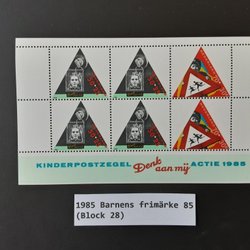 KINDERPOSTZEGEL Denk aan mij ACTIE 1985
1985 Barnens frimärke 85
(Block 28)